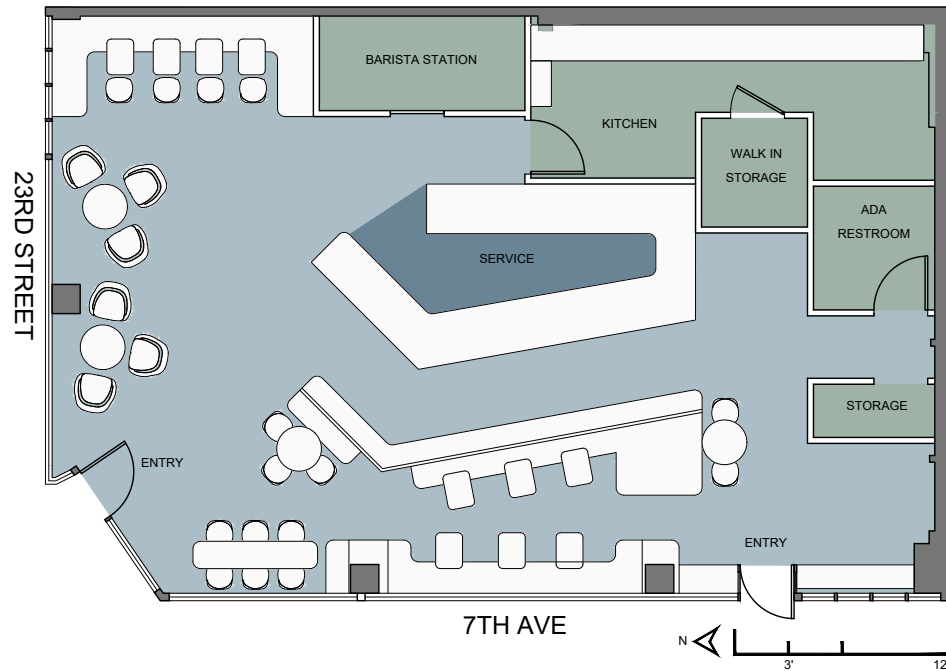 BARISTA STATION
KITCHEN
WALK IN
STORAGE
ADA
RESTROOM
23RD STREET
SERVICE
STORAGE
ENTRY
ENTRY
7TH AVE
N
3'
12